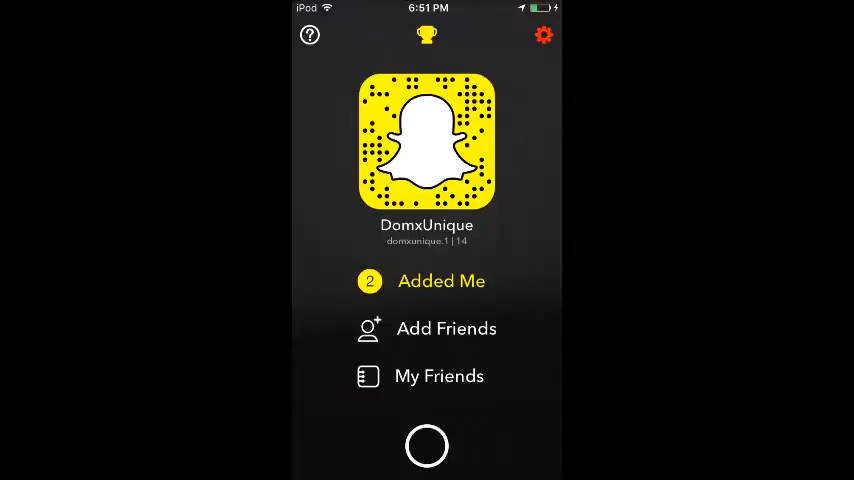 iPod 6:51 PM
?
DomxUnique
domxunique.1 | 14
2 Added Me
Add Friends
My Friends